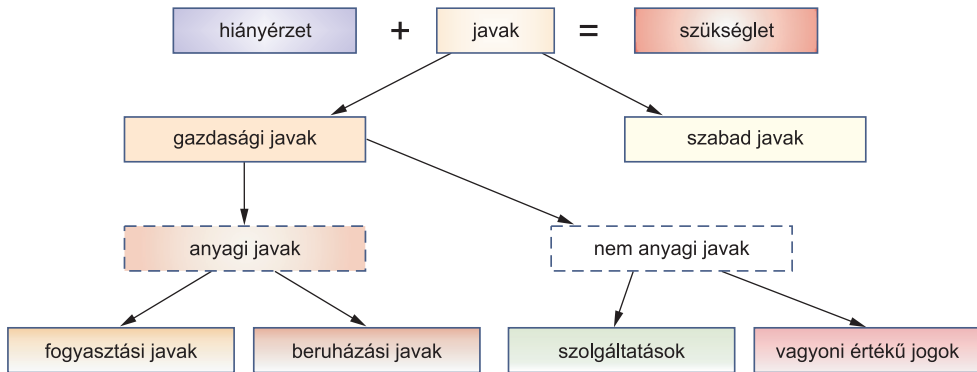 hiányérzet + javak = szükséglet
gazdasági javak szabad javak
anyagi javak nem anyagi javak
fogyasztási javak beruházási javak szolgáltatások vagyoni értékű jogok